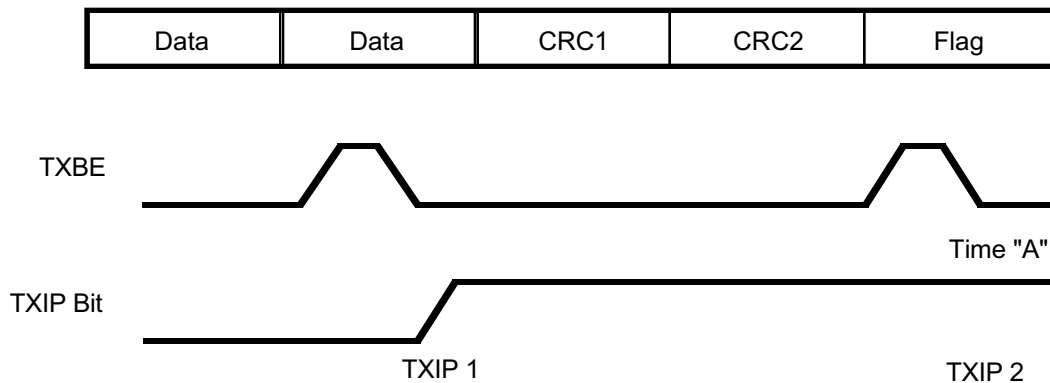 Data Data CRC1 CRC2 Flag
TXBE
Time "A"
TXIP Bit
TXIP 1 TXIP 2